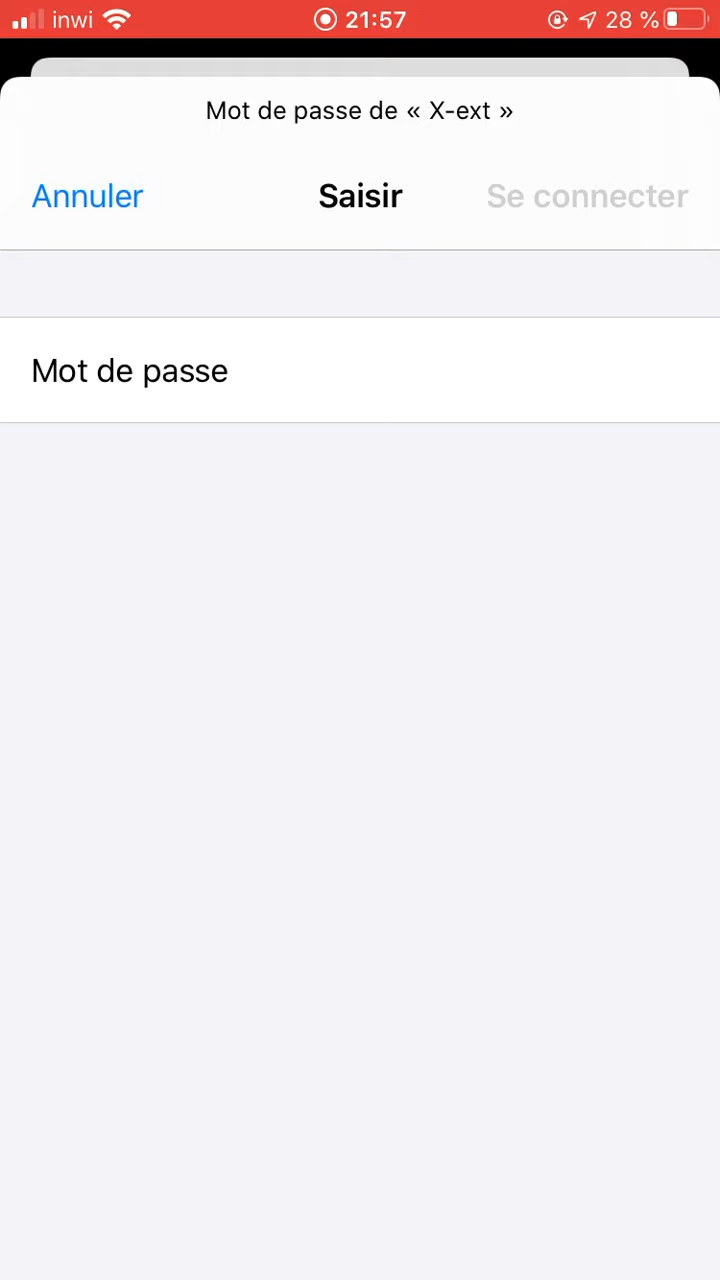 inwi 21:57 28 %
Mot de passe de « X-ext »
Annuler Saisir Se connecter
Mot de passe